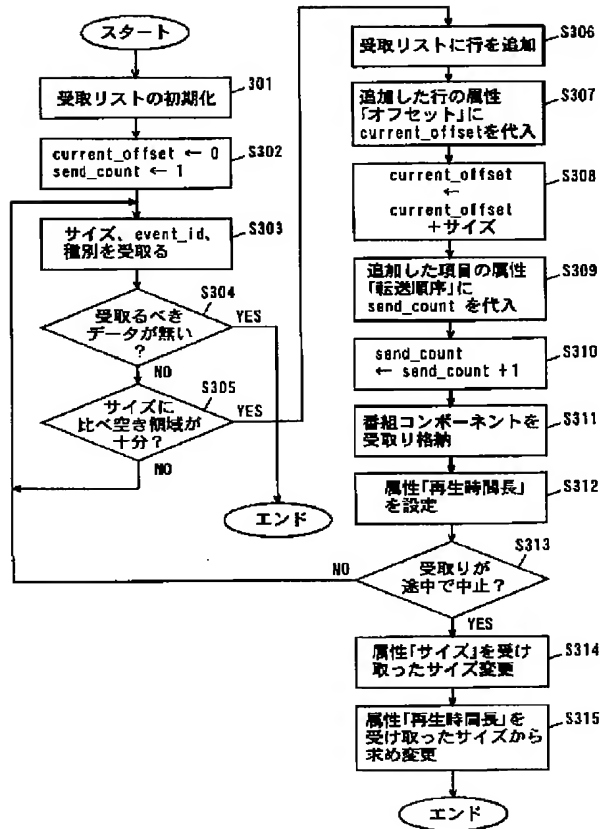 スタート
受取リストの初期化
301
current_offset ← 0
send_count ← 1
S302
サイズ、event_id、
種別を受取る
S303
受取るべき
データが無い
?
S304
YES
NO
サイズに
比べ空き領域が
十分?
S305
YES
NO
エンド
受取リストに行を追加
S306
追加した行の属性
「オフセット」に
current_offsetを代入
S307
current_offset
←
current_offset
+サイズ
S308
追加した項目の属性
「転送順序」に
send_count を代入
S309
send_count
← send_count +1
S310
番組コンポーネントを
受取り格納
S311
属性「再生時間長」
を設定
S312
受取りが
途中で中止?
S313
NO
YES
属性「サイズ」を受け
取ったサイズ変更
S314
属性「再生時間長」を
受け取ったサイズから
求め変更
S315
エンド